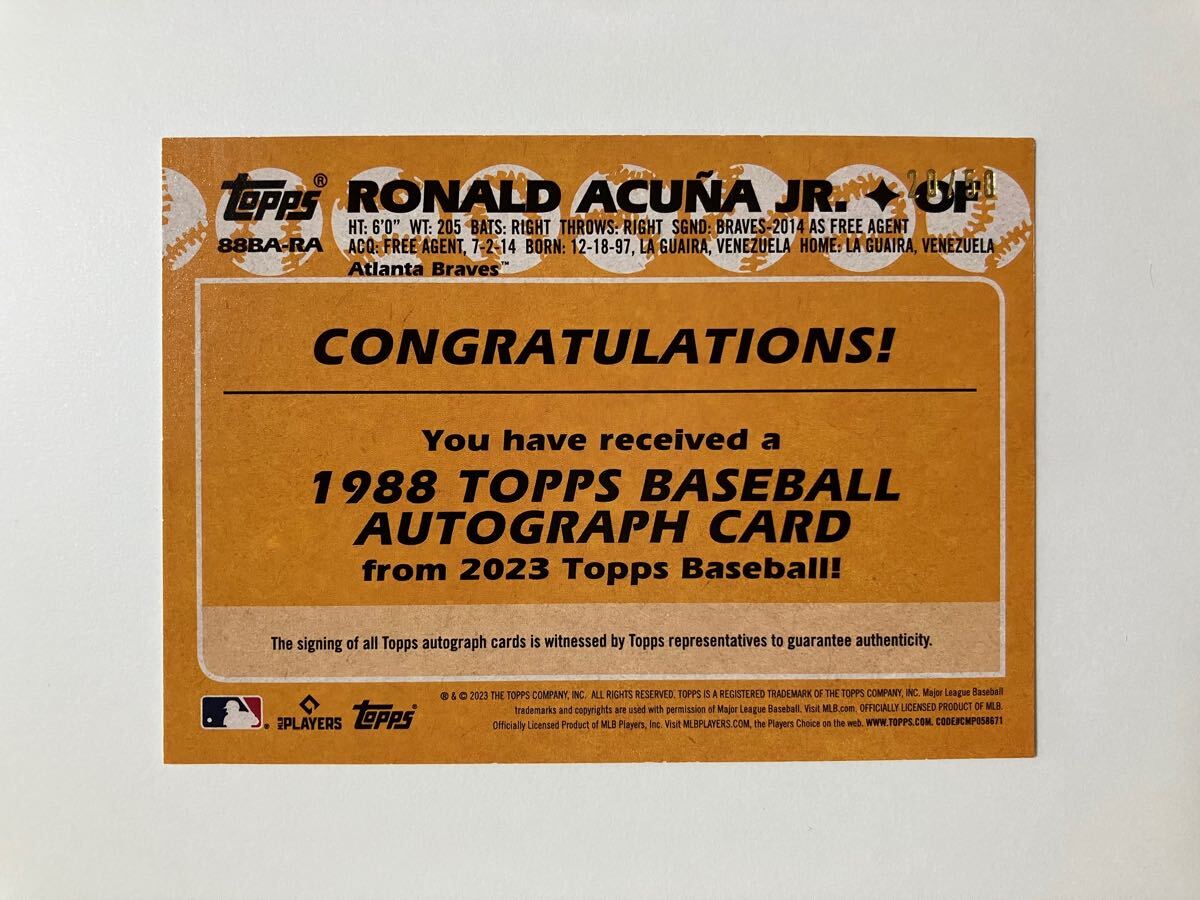 Topps®
88BA-RA
RONALD ACUÑA JR. ✦ OF
HT: 6'0" WT: 205 BATS: RIGHT THROWS: RIGHT SGND: BRAVES-2014 AS FREE AGENT
ACQ: FREE AGENT, 7-2-14 BORN: 12-18-97, LA GUAIRA, VENEZUELA HOME: LA GUAIRA, VENEZUELA
Atlanta Braves™
CONGRATULATIONS!
You have received a
1988 TOPPS BASEBALL
AUTOGRAPH CARD
from 2023 Topps Baseball!
The signing of all Topps autograph cards is witnessed by Topps representatives to guarantee authenticity.
MLB PLAYERS
Topps
® & © 2023 THE TOPPS COMPANY, INC. ALL RIGHTS RESERVED. TOPPS IS A REGISTERED TRADEMARK OF THE TOPPS COMPANY, INC. Major League Baseball
trademarks and copyrights are used with permission of Major League Baseball. Visit MLB.com. OFFICIALLY LICENSED PRODUCT OF MLB.
Officially Licensed Product of MLB Players, Inc. Visit MLBPLAYERS.COM, the Players Choice on the web. WWW.TOPPS.COM. CODE#CMP058671